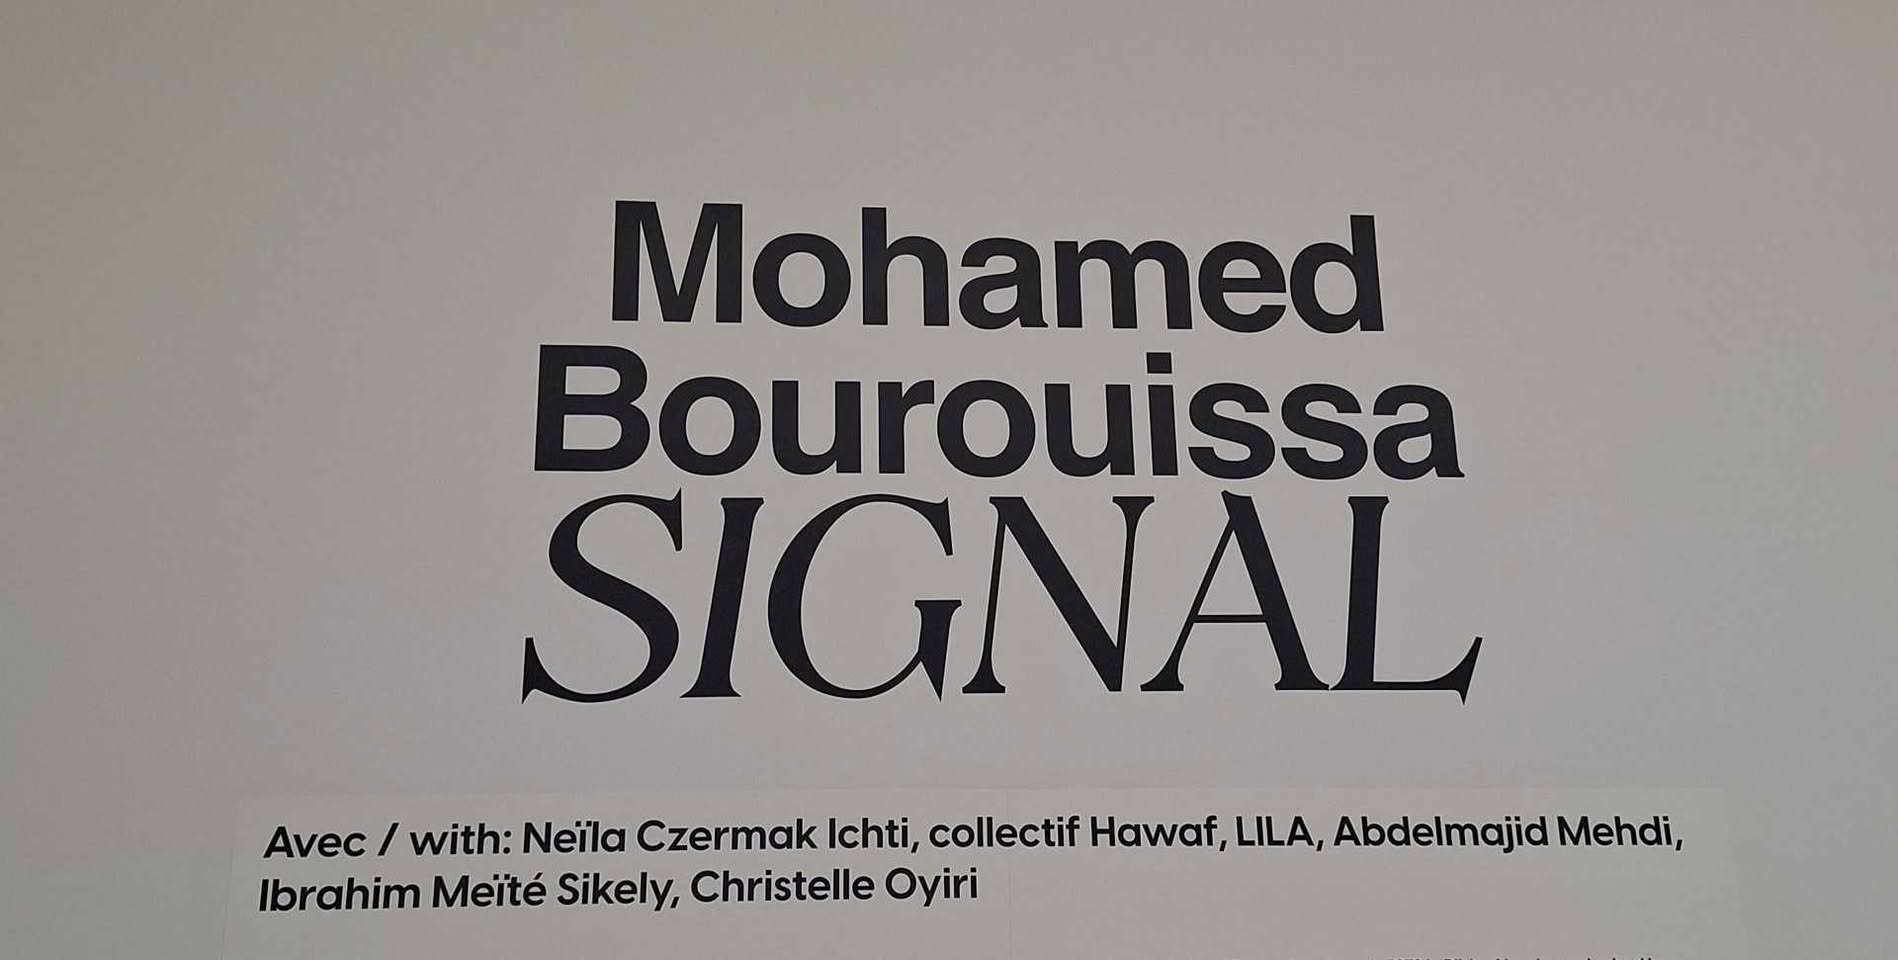 Mohamed
Bourouissa
SIGNAL
Avec / with: Neïla Czermak Ichti, collectif Hawaf, LILA, Abdelmajid Mehdi,
Ibrahim Meïté Sikely, Christelle Oyiri